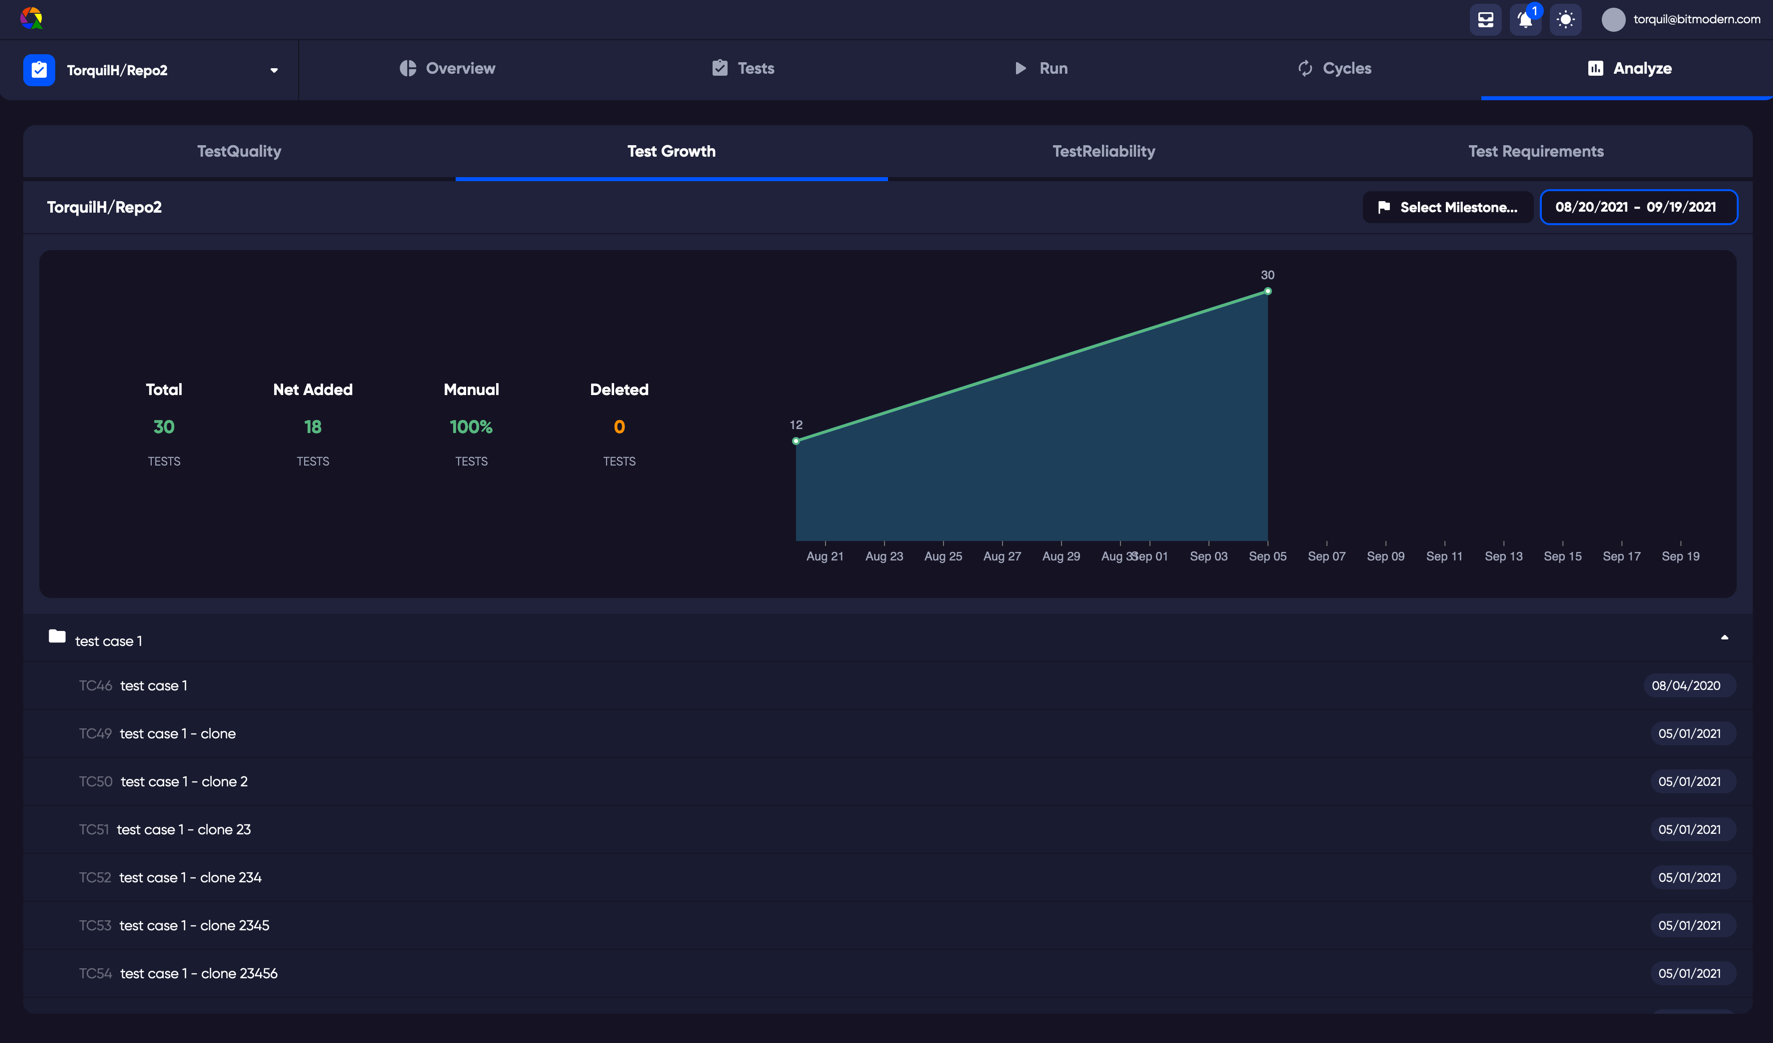 1
torquil@bitmodern.com
TorquilH/Repo2
Overview
Tests
Run
Cycles
Analyze
TestQuality
Test Growth
TestReliability
Test Requirements
TorquilH/Repo2
Select Milestone...
08/20/2021 - 09/19/2021
Total
30
TESTS
Net Added
18
TESTS
Manual
100%
TESTS
Deleted
0
TESTS
30
12
Aug 21
Aug 23
Aug 25
Aug 27
Aug 29
Aug 31
Sep 01
Sep 03
Sep 05
Sep 07
Sep 09
Sep 11
Sep 13
Sep 15
Sep 17
Sep 19
test case 1
TC46 test case 1 08/04/2020
TC49 test case 1 - clone 05/01/2021
TC50 test case 1 - clone 2 05/01/2021
TC51 test case 1 - clone 23 05/01/2021
TC52 test case 1 - clone 234 05/01/2021
TC53 test case 1 - clone 2345 05/01/2021
TC54 test case 1 - clone 23456 05/01/2021